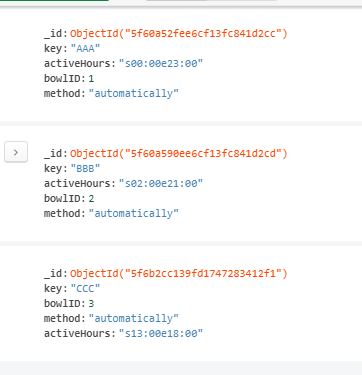 _id: ObjectId("5f60a52fee6cf13fc841d2cc")
key: "AAA"
activeHours: "s00:00e23:00"
bowlID: 1
method: "automatically"
_id: ObjectId("5f60a590ee6cf13fc841d2cd")
key: "BBB"
activeHours: "s02:00e21:00"
bowlID: 2
method: "automatically"
_id: ObjectId("5f6b2cc139fd1747283412f1")
key: "CCC"
bowlID: 3
method: "automatically"
activeHours: "s13:00e18:00"